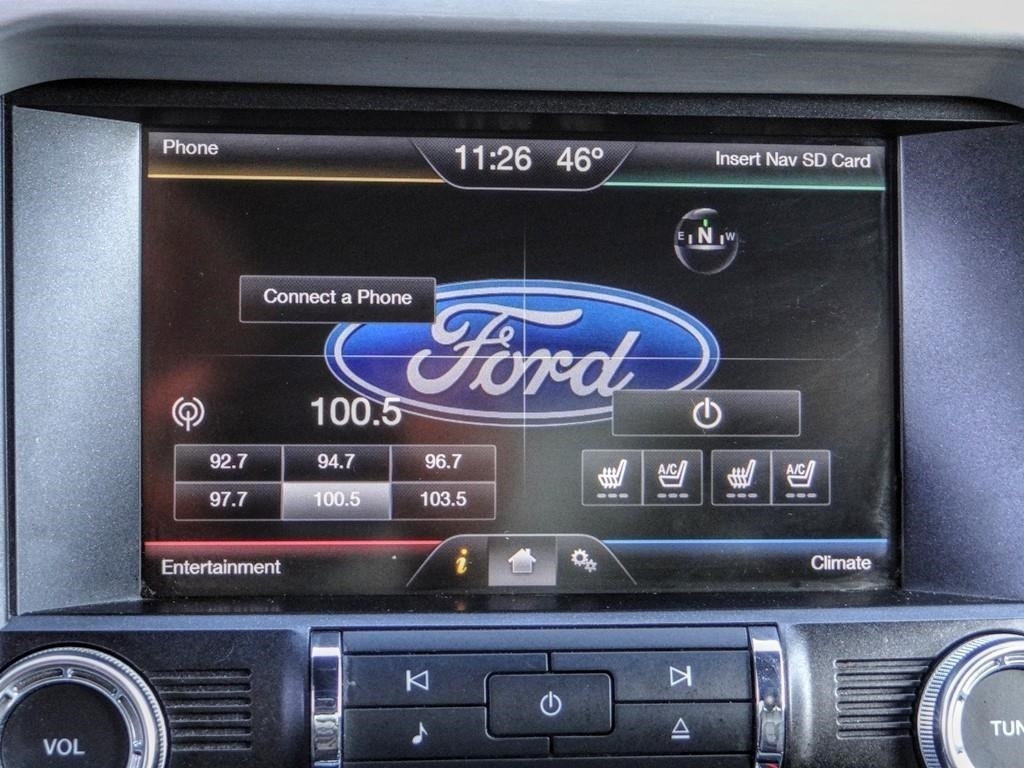 Phone
11:26 46º
Insert Nav SD Card
E N W
Connect a Phone
Ford
100.5
92.7 94.7 96.7
97.7 100.5 103.5
A/C A/C
i
Entertainment
Climate
VOL
TUN